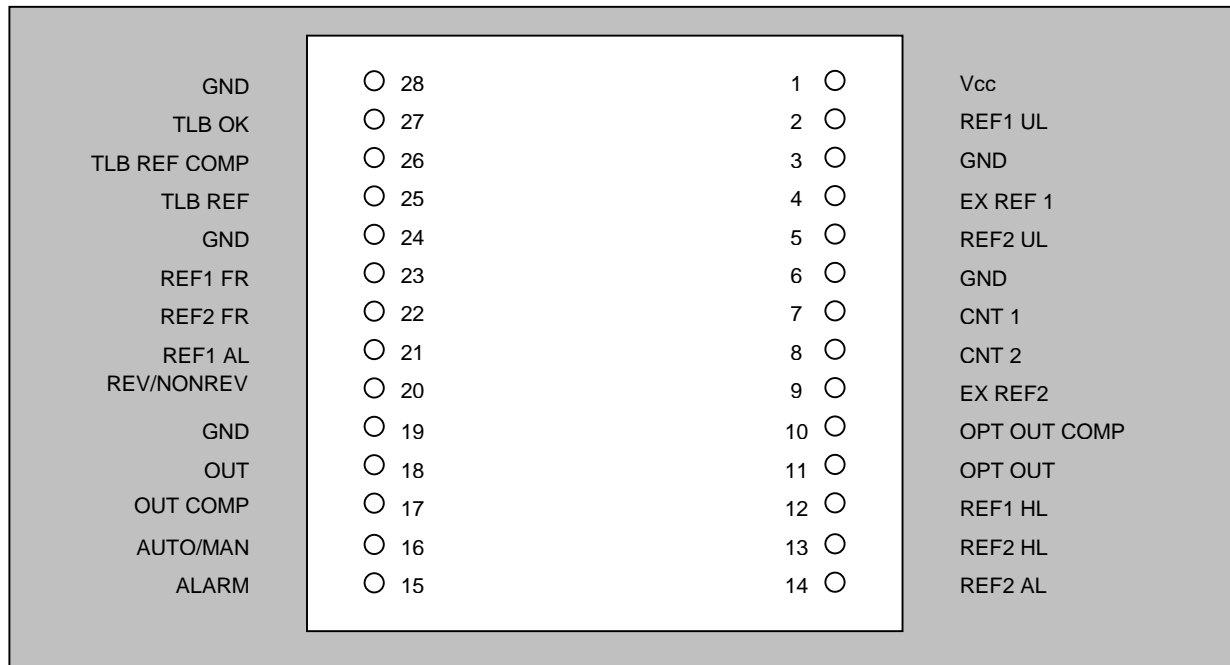 GND 28 1 Vcc
TLB OK 27 2 REF1 UL
TLB REF COMP 26 3 GND
TLB REF 25 4 EX REF 1
GND 24 5 REF2 UL
REF1 FR 23 6 GND
REF2 FR 22 7 CNT 1
REF1 AL 21 8 CNT 2
REV/NONREV 20 9 EX REF2
GND 19 10 OPT OUT COMP
OUT 18 11 OPT OUT
OUT COMP 17 12 REF1 HL
AUTO/MAN 16 13 REF2 HL
ALARM 15 14 REF2 AL